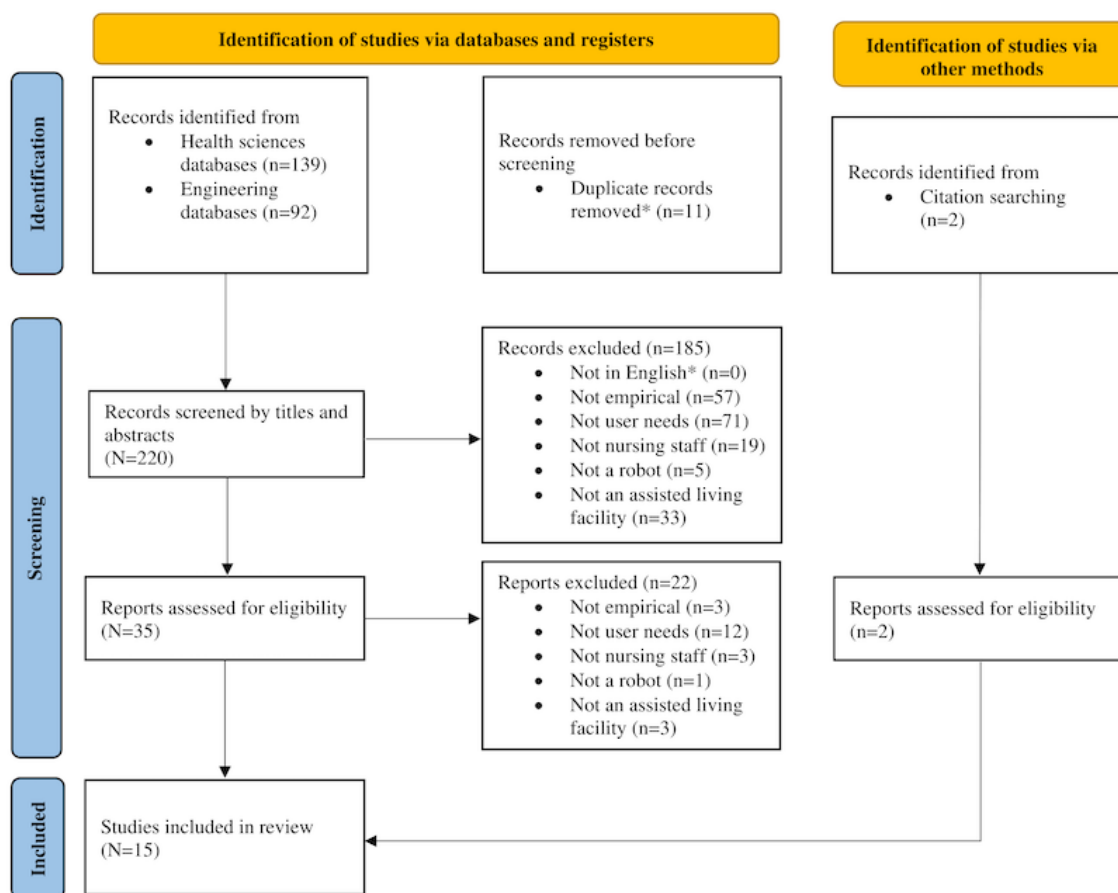 Identification of studies via databases and registers
Identification of studies via
other methods
Identification
Records identified from
• Health sciences
databases (n=139)
• Engineering
databases (n=92)
Records removed before
screening
• Duplicate records
removed* (n=11)
Records identified from
• Citation searching
(n=2)
Screening
Records screened by titles and
abstracts
(N=220)
Records excluded (n=185)
• Not in English* (n=0)
• Not empirical (n=57)
• Not user needs (n=71)
• Not nursing staff (n=19)
• Not a robot (n=5)
• Not an assisted living
facility (n=33)
Reports assessed for eligibility
(N=35)
Reports excluded (n=22)
• Not empirical (n=3)
• Not user needs (n=12)
• Not nursing staff (n=3)
• Not a robot (n=1)
• Not an assisted living
facility (n=3)
Reports assessed for eligibility
(n=2)
Included
Studies included in review
(N=15)